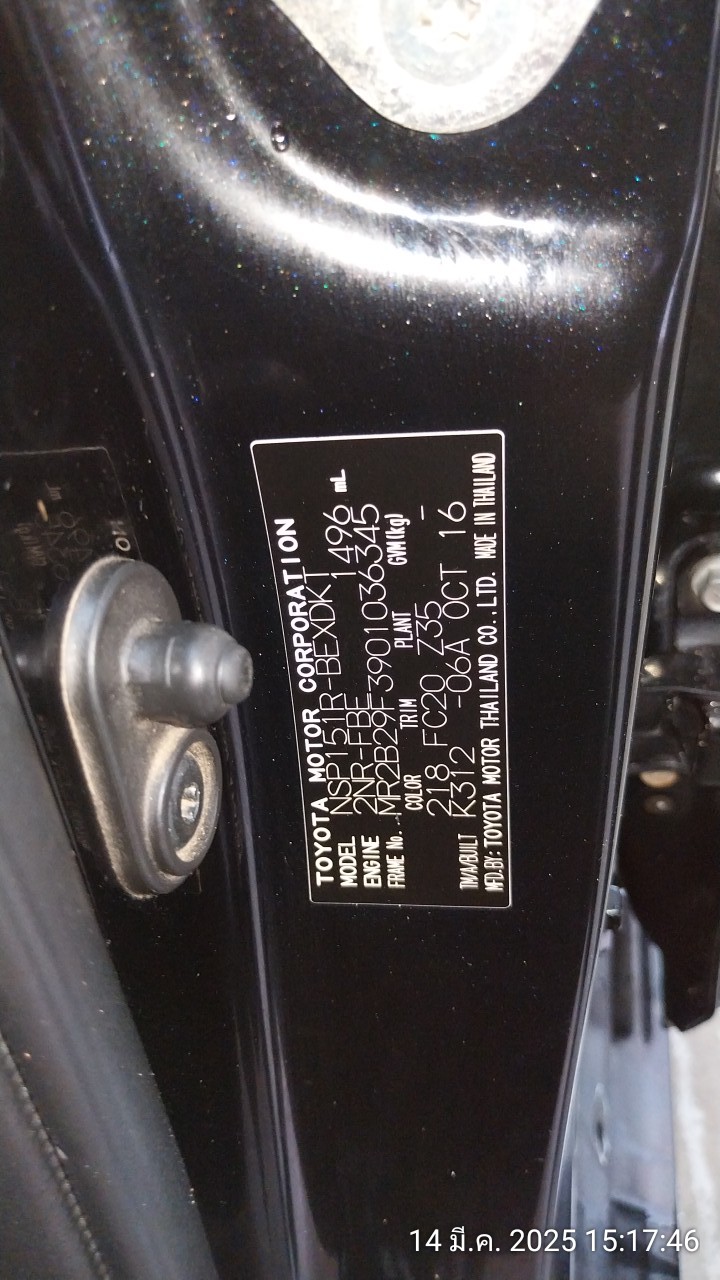 TOYOTA MOTOR CORPORATION
MODEL NSP151R-BEXDKT
ENGINE 2NR-FBE 1496 mL
FRAME No. MR2B29F3901036345
COLOR TRIM PLANT GVM(kg)
218 FC20 Z35 -
T/M/A/BUILT K312 -06A OCT 16
MFD.BY:TOYOTA MOTOR THAILAND CO.,LTD. MADE IN THAILAND
14 มี.ค. 2025 15:17:46